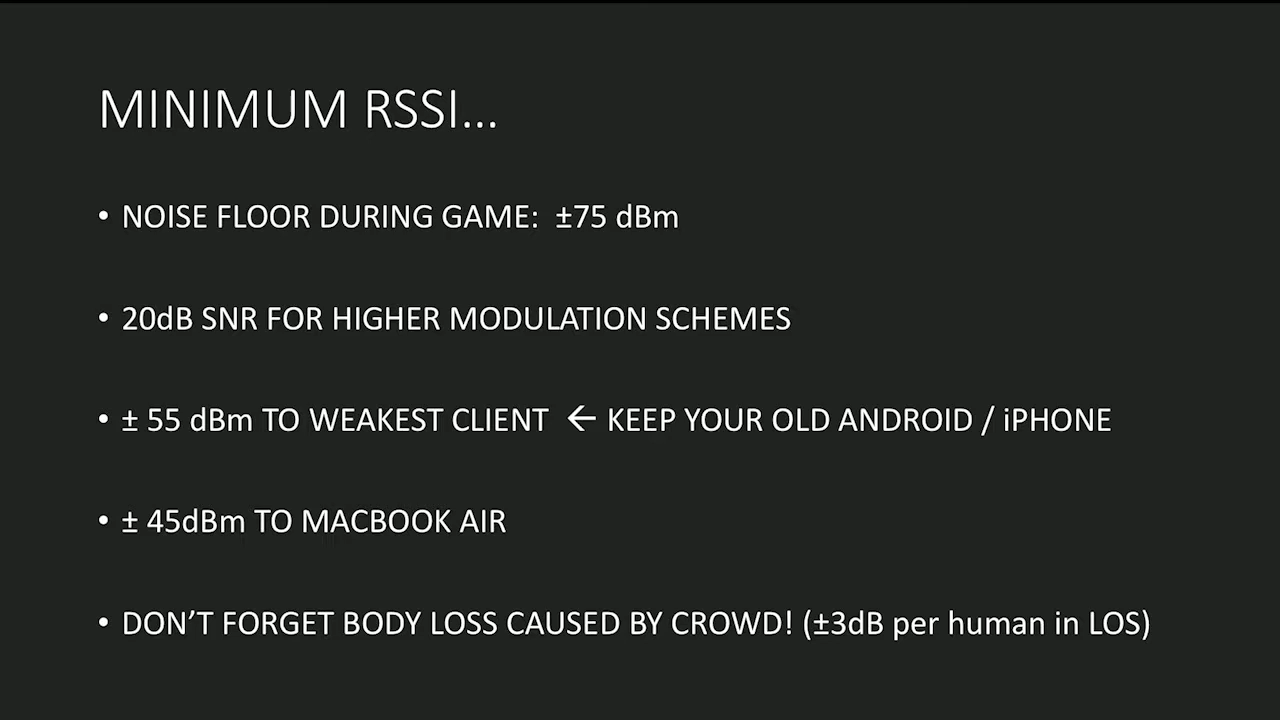 MINIMUM RSSI...
• NOISE FLOOR DURING GAME: ±75 dBm
• 20dB SNR FOR HIGHER MODULATION SCHEMES
• ± 55 dBm TO WEAKEST CLIENT ← KEEP YOUR OLD ANDROID / iPHONE
• ± 45dBm TO MACBOOK AIR
• DON’T FORGET BODY LOSS CAUSED BY CROWD! (±3dB per human in LOS)